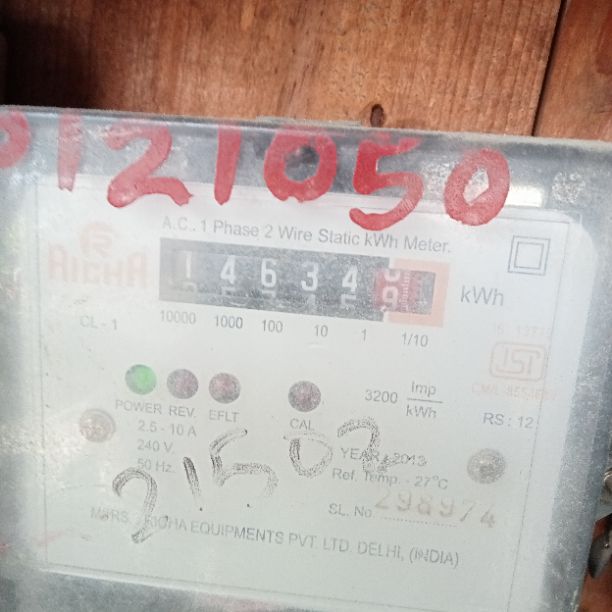 P121050
A.C. 1 Phase 2 Wire Static kWh Meter.
RICHA
1 4 6 3 4 8 9 kWh
CL - 1 10000 1000 100 10 1 1/10
3200 Imp/kWh
POWER REV. EFLT CAL
RS : 12
2.5 - 10 A
240 V.
50 Hz.
YEAR : 2013
Ref. Temp. - 27°C
21502
SL. No. 298974
MFRS. RICHA EQUIPMENTS PVT. LTD. DELHI, (INDIA)